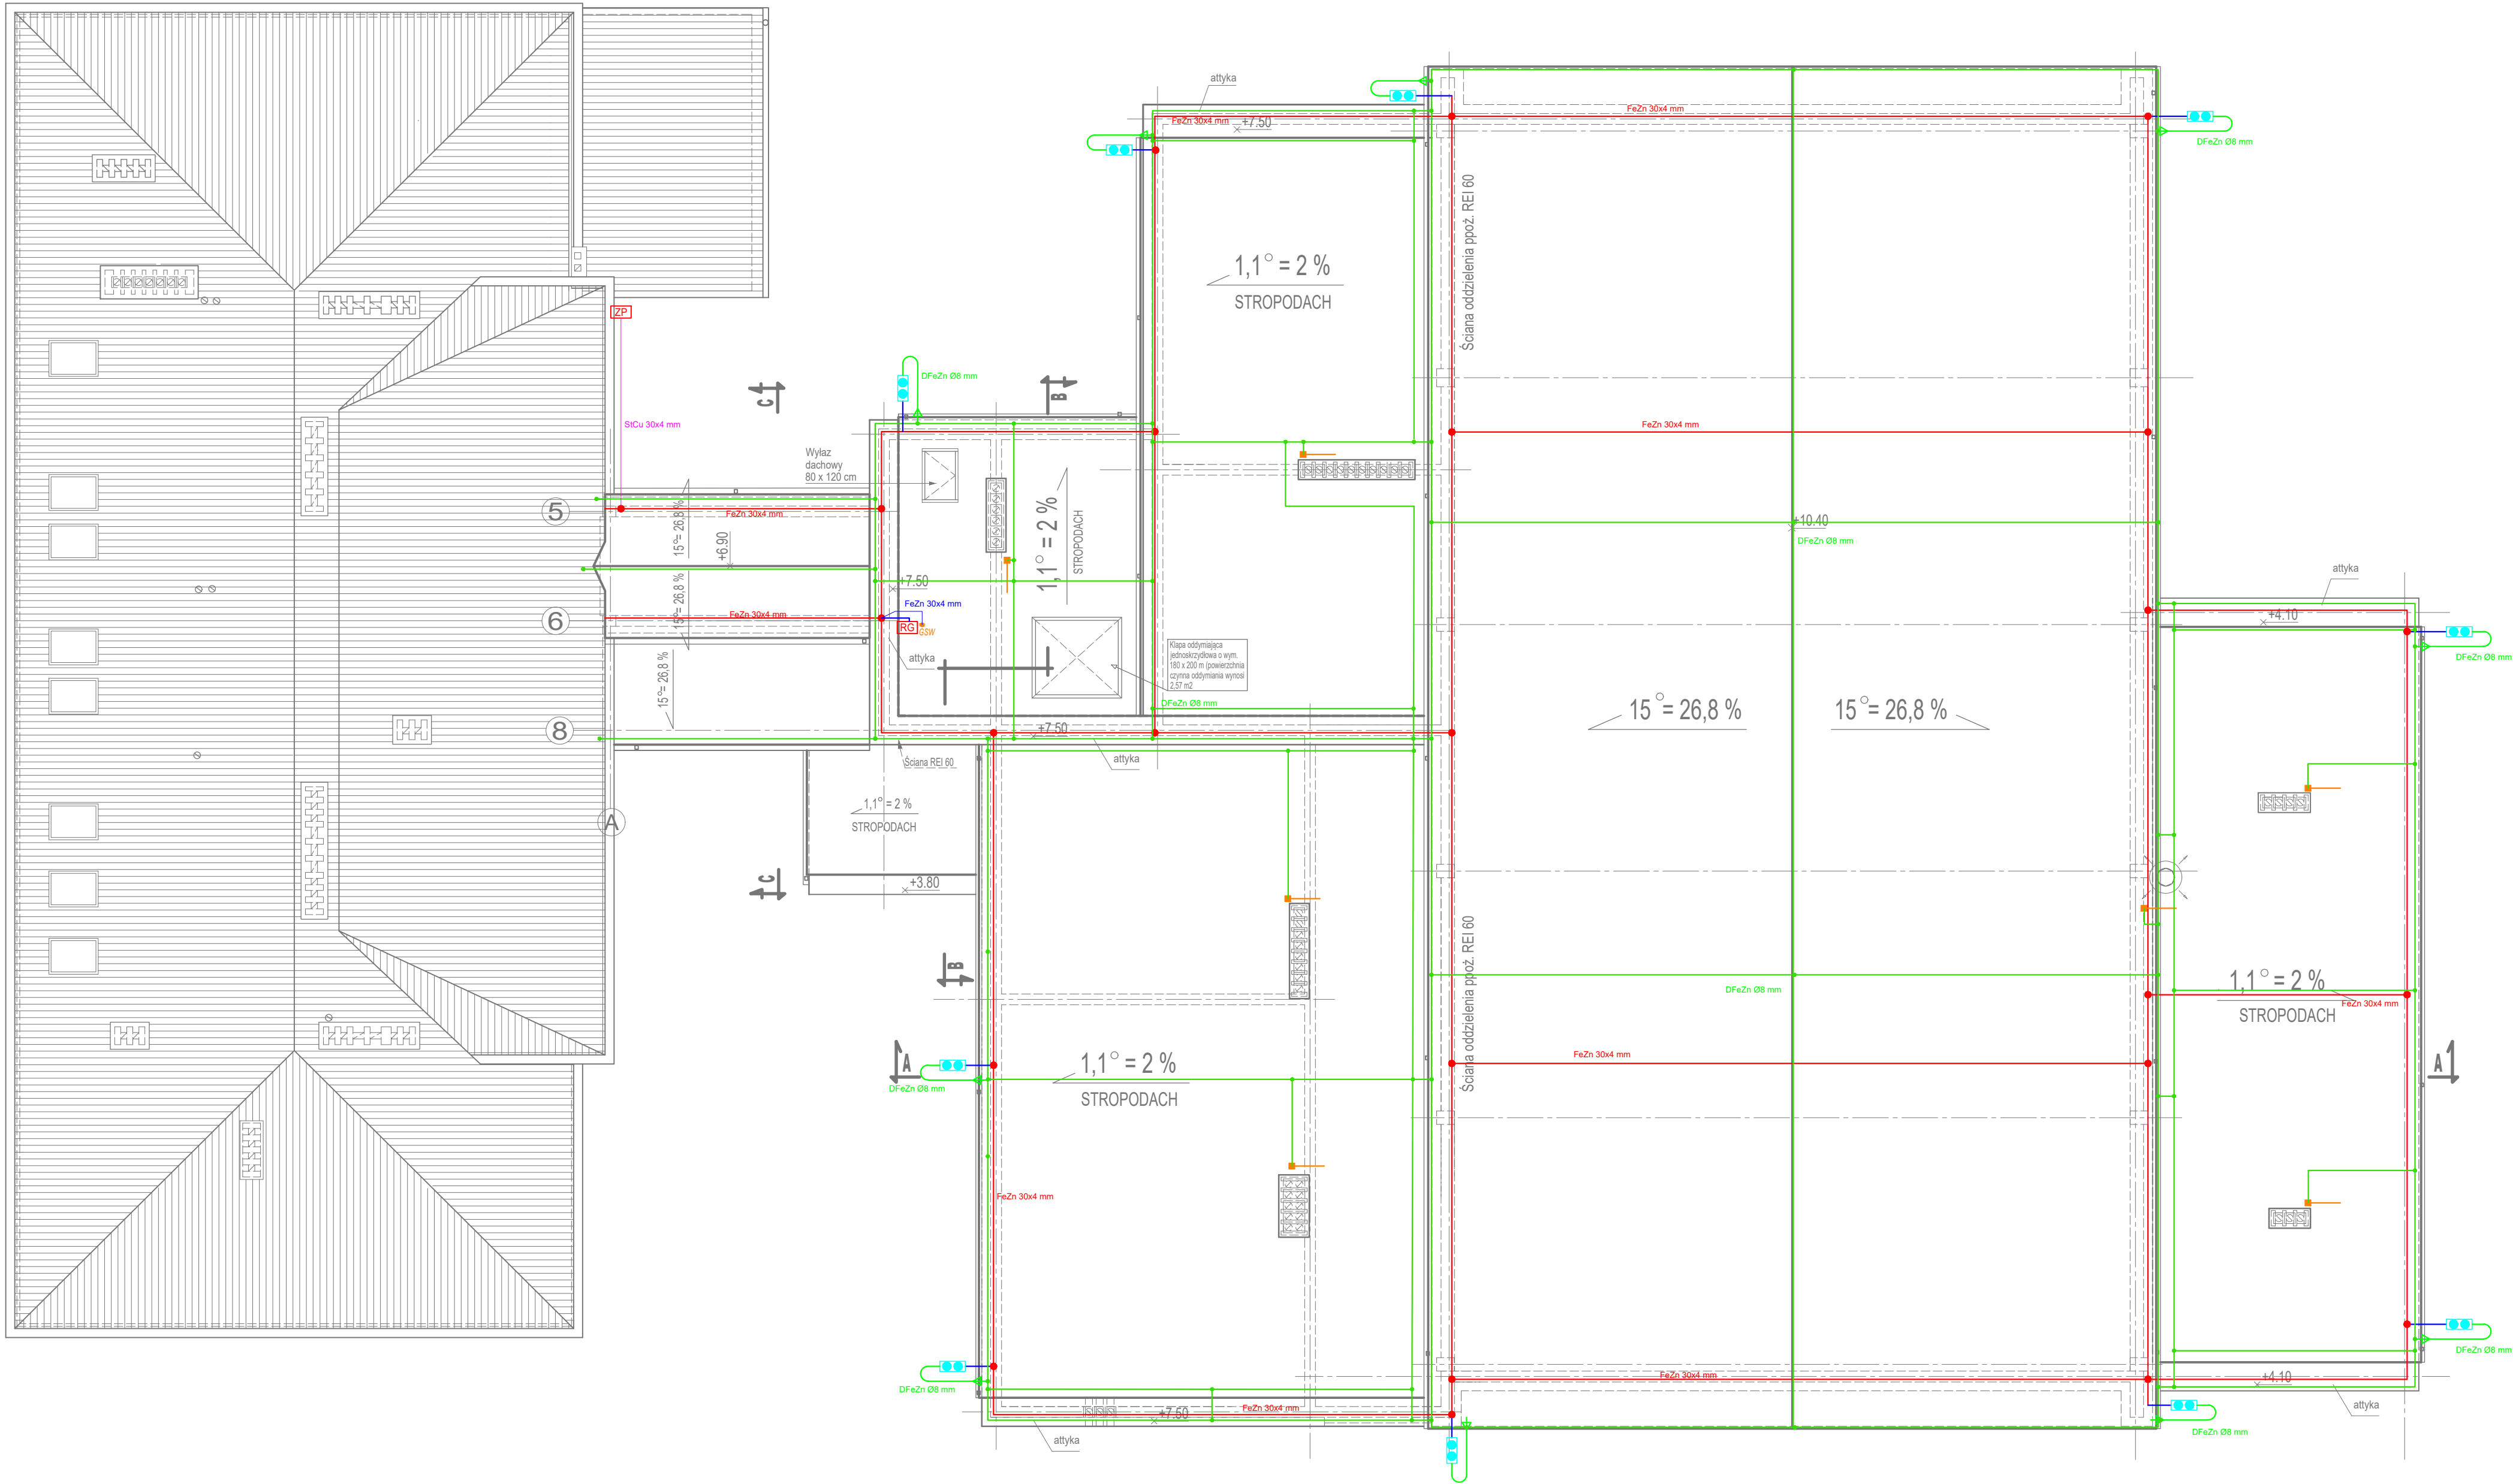 attyka
FeZn 30x4 mm
+7.50
FeZn 30x4 mm
DFeZn Ø8 mm
Ściana oddzielenia ppoż. REI 60
1,1° = 2 %
STROPODACH
ZP
DFeZn Ø8 mm
C
B
StCu 30x4 mm
FeZn 30x4 mm
Wyłaz
dachowy
80 x 120 cm
5
15°= 26,8 %
FeZn 30x4 mm
+6.90
1,1° = 2 %
STROPODACH
+10.40
DFeZn Ø8 mm
attyka
+7.50
FeZn 30x4 mm
15°= 26,8 %
FeZn 30x4 mm
6
RG
GSW
+4.10
attyka
Klapa oddymiająca
jednoskrzydłowa o wym.
180 x 200 m (powierzchnia
czynna oddymiania wynosi
2,57 m2
DFeZn Ø8 mm
15°= 26,8 %
DFeZn Ø8 mm
15°= 26,8 %
15°= 26,8 %
8
+7.50
attyka
Ściana REI 60
1,1° = 2 %
STROPODACH
A
+3.80
C
B
Ściana oddzielenia ppoż. REI 60
DFeZn Ø8 mm
1,1° = 2 %
FeZn 30x4 mm
STROPODACH
A
FeZn 30x4 mm
1,1° = 2 %
STROPODACH
DFeZn Ø8 mm
A
FeZn 30x4 mm
DFeZn Ø8 mm
FeZn 30x4 mm
+4.10
DFeZn Ø8 mm
FeZn 30x4 mm
+7.50
attyka
attyka
DFeZn Ø8 mm